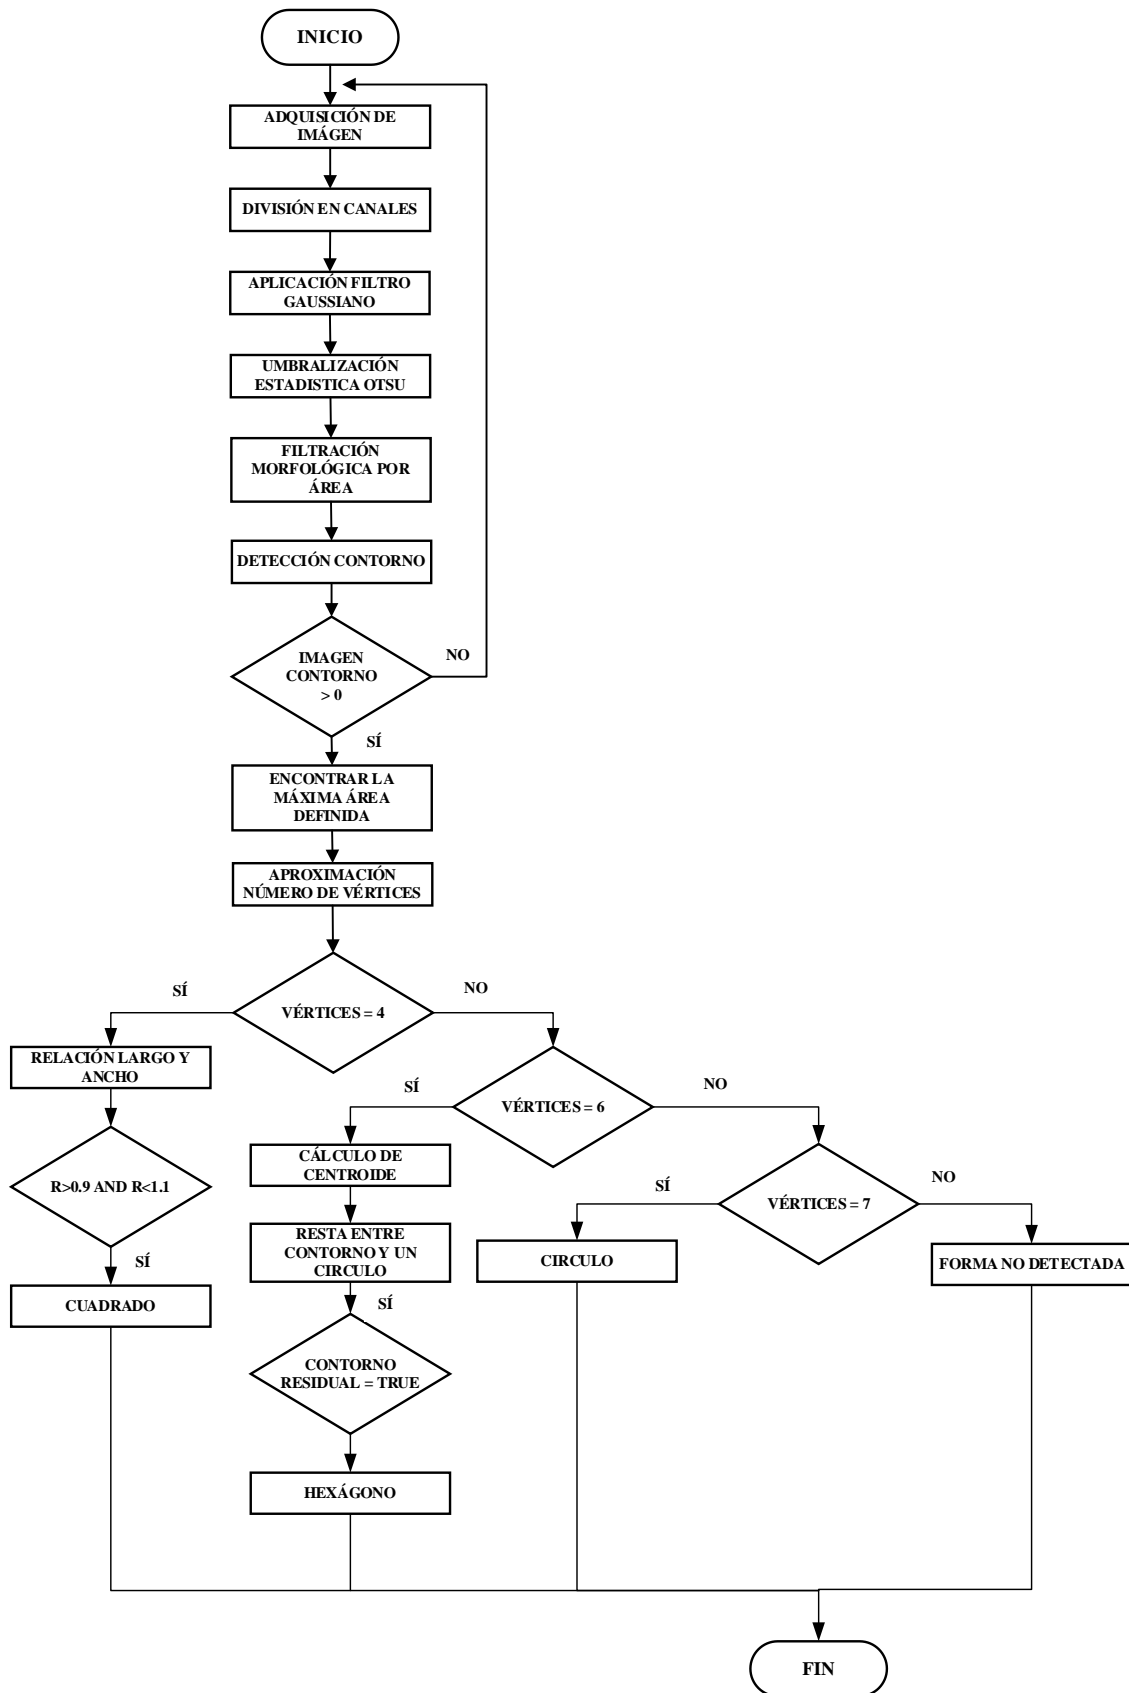 INICIO
ADQUISICIÓN DE
IMÁGEN
DIVISIÓN EN CANALES
APLICACIÓN FILTRO
GAUSSIANO
UMBRALIZACIÓN
ESTADISTICA OTSU
FILTRACIÓN
MORFOLÓGICA POR
ÁREA
DETECCIÓN CONTORNO
IMAGEN
CONTORNO
> 0
NO
SÍ
ENCONTRAR LA
MÁXIMA ÁREA
DEFINIDA
APROXIMACIÓN
NÚMERO DE VÉRTICES
VÉRTICES = 4
SÍ
NO
RELACIÓN LARGO Y
ANCHO
R>0.9 AND R<1.1
SÍ
CUADRADO
VÉRTICES = 6
SÍ
NO
CÁLCULO DE
CENTROIDE
RESTA ENTRE
CONTORNO Y UN
CIRCULO
SÍ
CONTORNO
RESIDUAL = TRUE
HEXÁGONO
VÉRTICES = 7
SÍ
NO
CIRCULO
FORMA NO DETECTADA
FIN